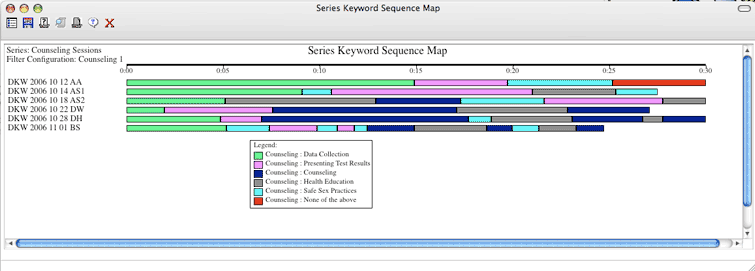 Series Keyword Sequence Map
Series: Counseling Sessions
Filter Configuration: Counseling 1
Series Keyword Sequence Map
0:00 0:05 0:10 0:15 0:20 0:25 0:30
DKW 2006 10 12 AA
DKW 2006 10 14 AS1
DKW 2006 10 18 AS2
DKW 2006 10 22 DW
DKW 2006 10 28 DH
DKW 2006 11 01 BS
Legend:
Counseling : Data Collection
Counseling : Presenting Test Results
Counseling : Counseling
Counseling : Health Education
Counseling : Safe Sex Practices
Counseling : None of the above